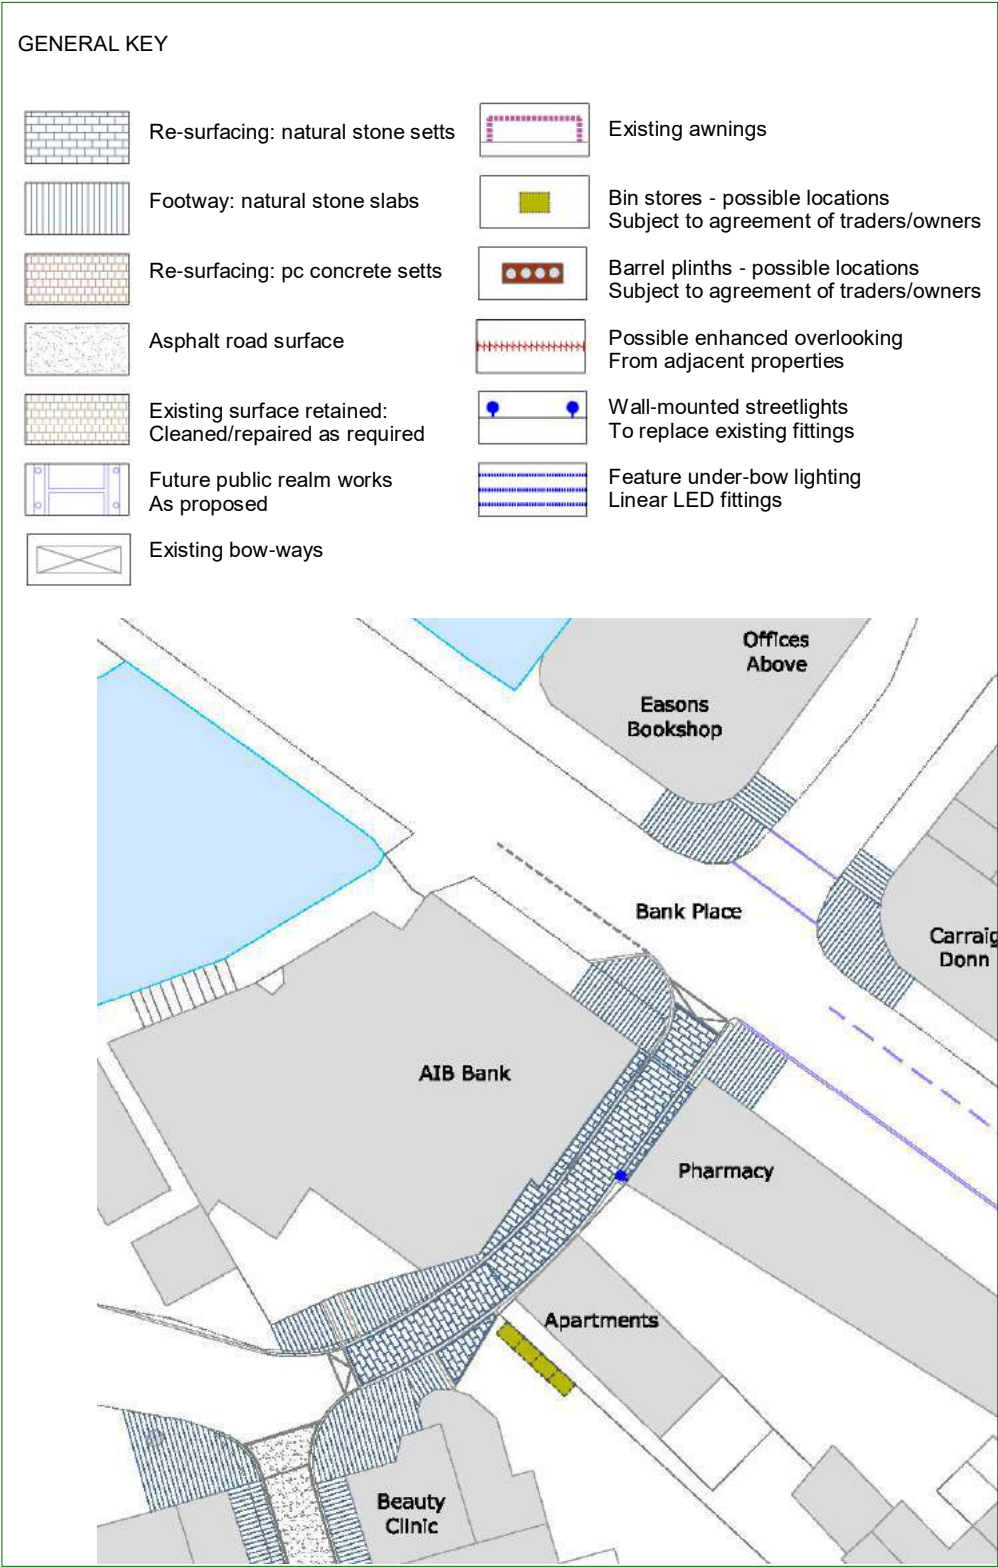 GENERAL KEY
Re-surfacing: natural stone setts
Footway: natural stone slabs
Re-surfacing: pc concrete setts
Asphalt road surface
Existing surface retained:
Cleaned/repaired as required
Future public realm works
As proposed
Existing bow-ways
Existing awnings
Bin stores - possible locations
Subject to agreement of traders/owners
Barrel plinths - possible locations
Subject to agreement of traders/owners
Possible enhanced overlooking
From adjacent properties
Wall-mounted streetlights
To replace existing fittings
Feature under-bow lighting
Linear LED fittings
Offices
Above
Easons
Bookshop
Bank Place
Carraig
Donn
AIB Bank
Pharmacy
Apartments
Beauty
Clinic